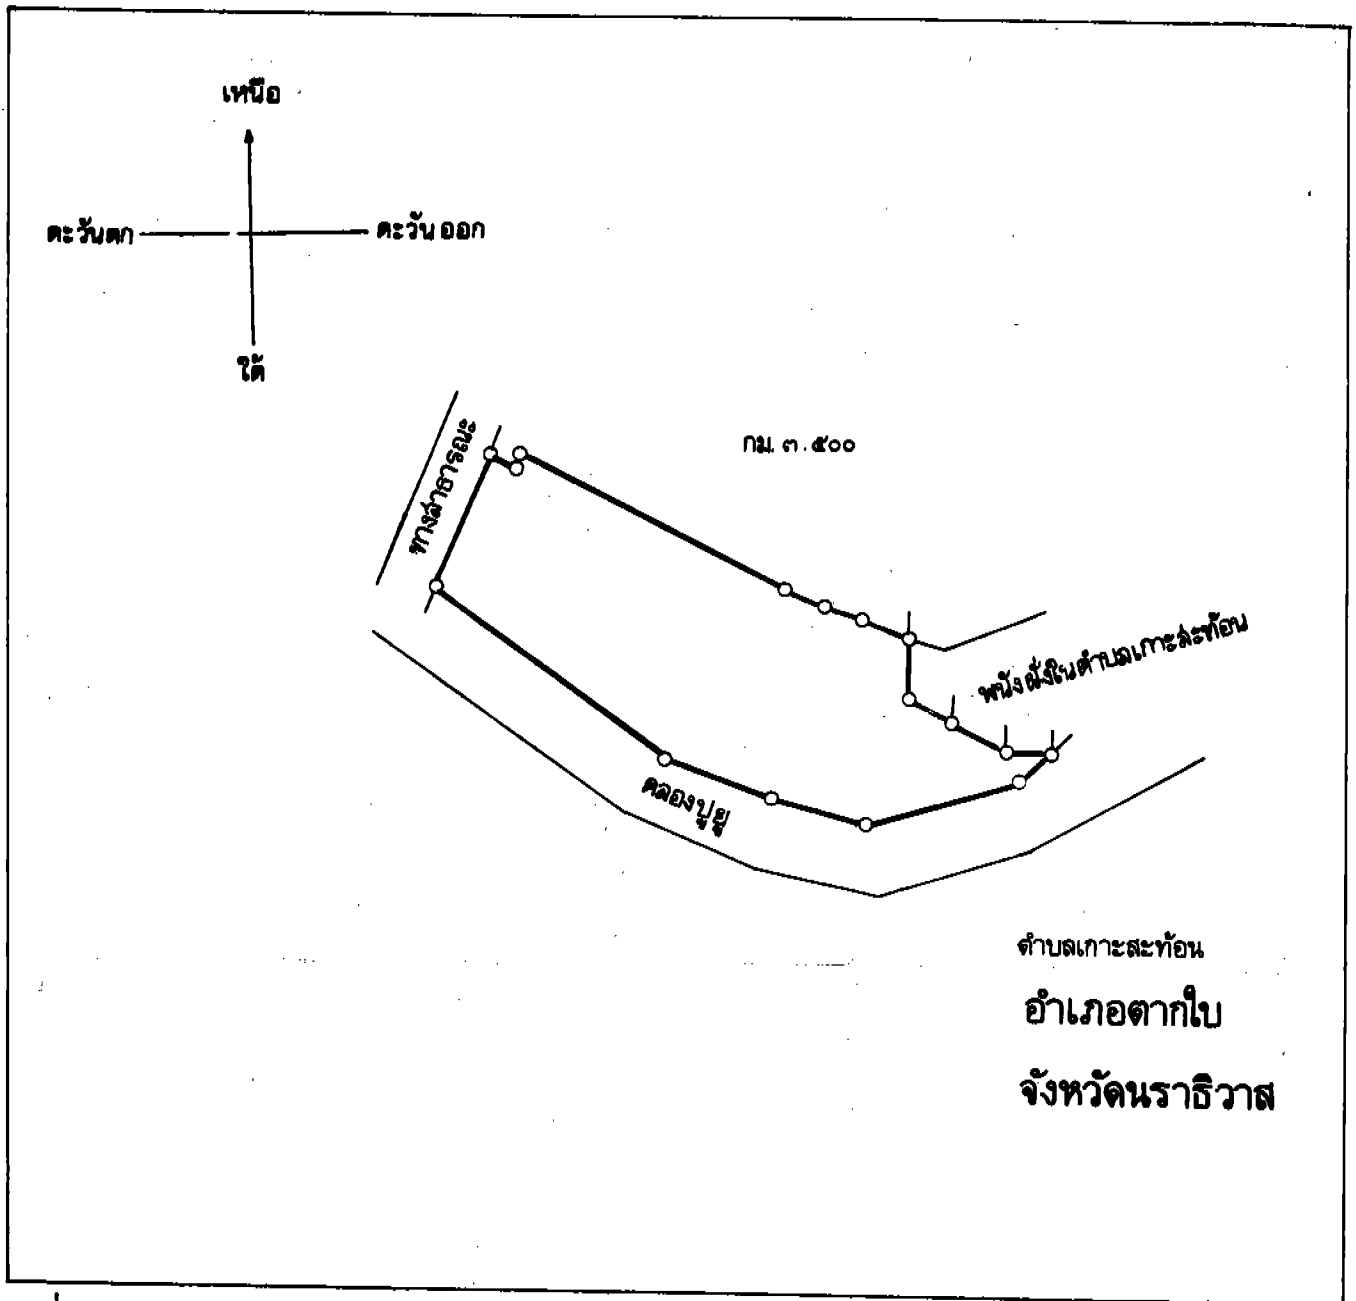 เหนือ
ตะวันตก
ตะวันออก
ใต้
ทางสาธารณะ
กม. ๓.๕๐๐
พนังฝั่งในตำบลเกาะสะท้อน
คลองปูยู
ตำบลเกาะสะท้อน
อำเภอตากใบ
จังหวัดนราธิวาส